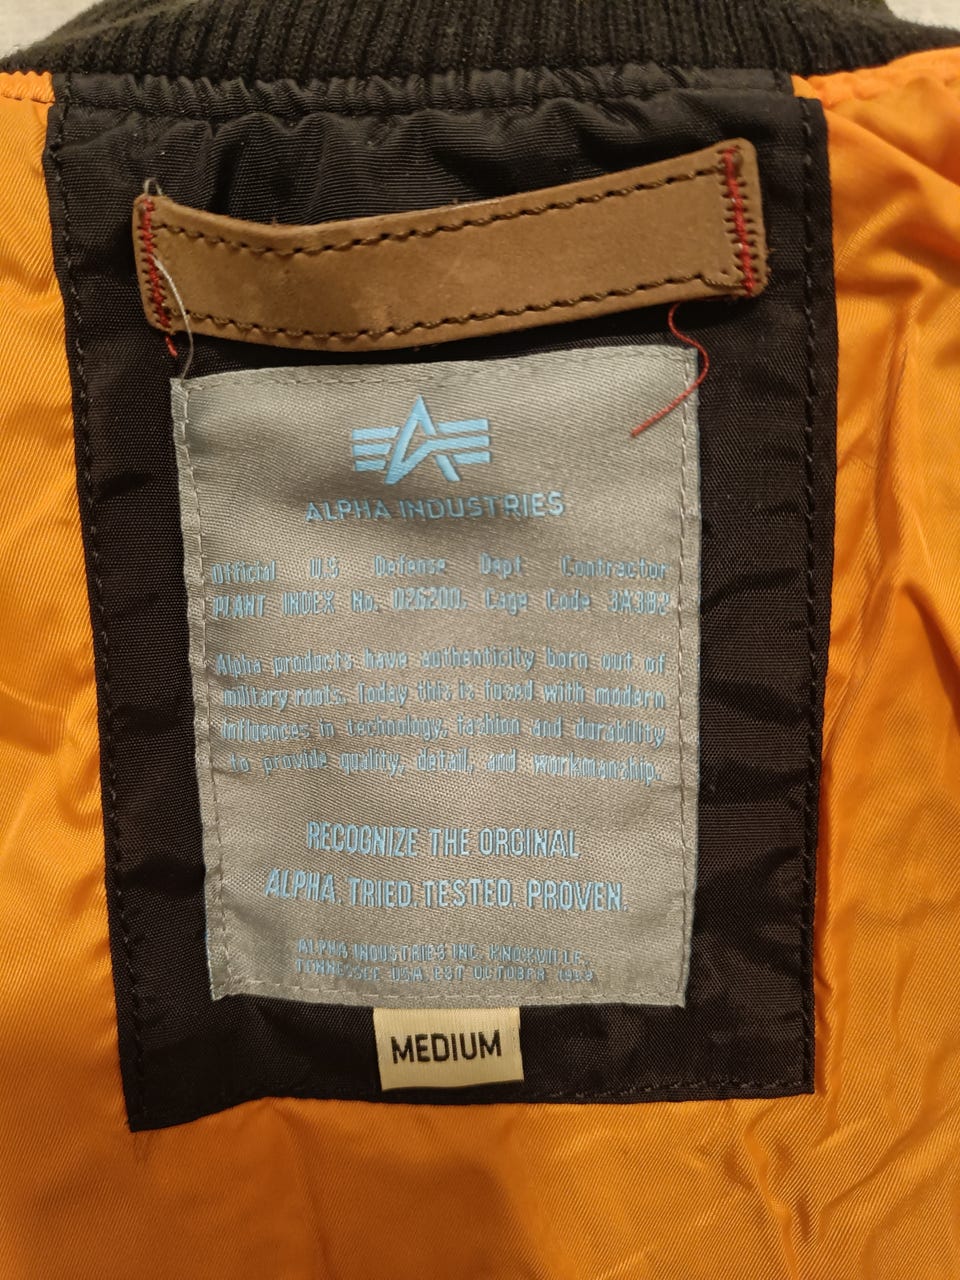 ALPHA INDUSTRIES
Official U.S Defense Dept Contractor
PLANT INDEX No. 026200, Cage Code 3A382
Alpha products have authenticity born out of
military roots. Today this is fused with modern
influences in technology, fashion and durability
to provide quality, detail, and workmanship.
RECOGNIZE THE ORGINAL
ALPHA. TRIED. TESTED. PROVEN.
ALPHA INDUSTRIES INC. KNOXVILLE,
TENNESSEE USA, EST OCTOBER 1959
MEDIUM